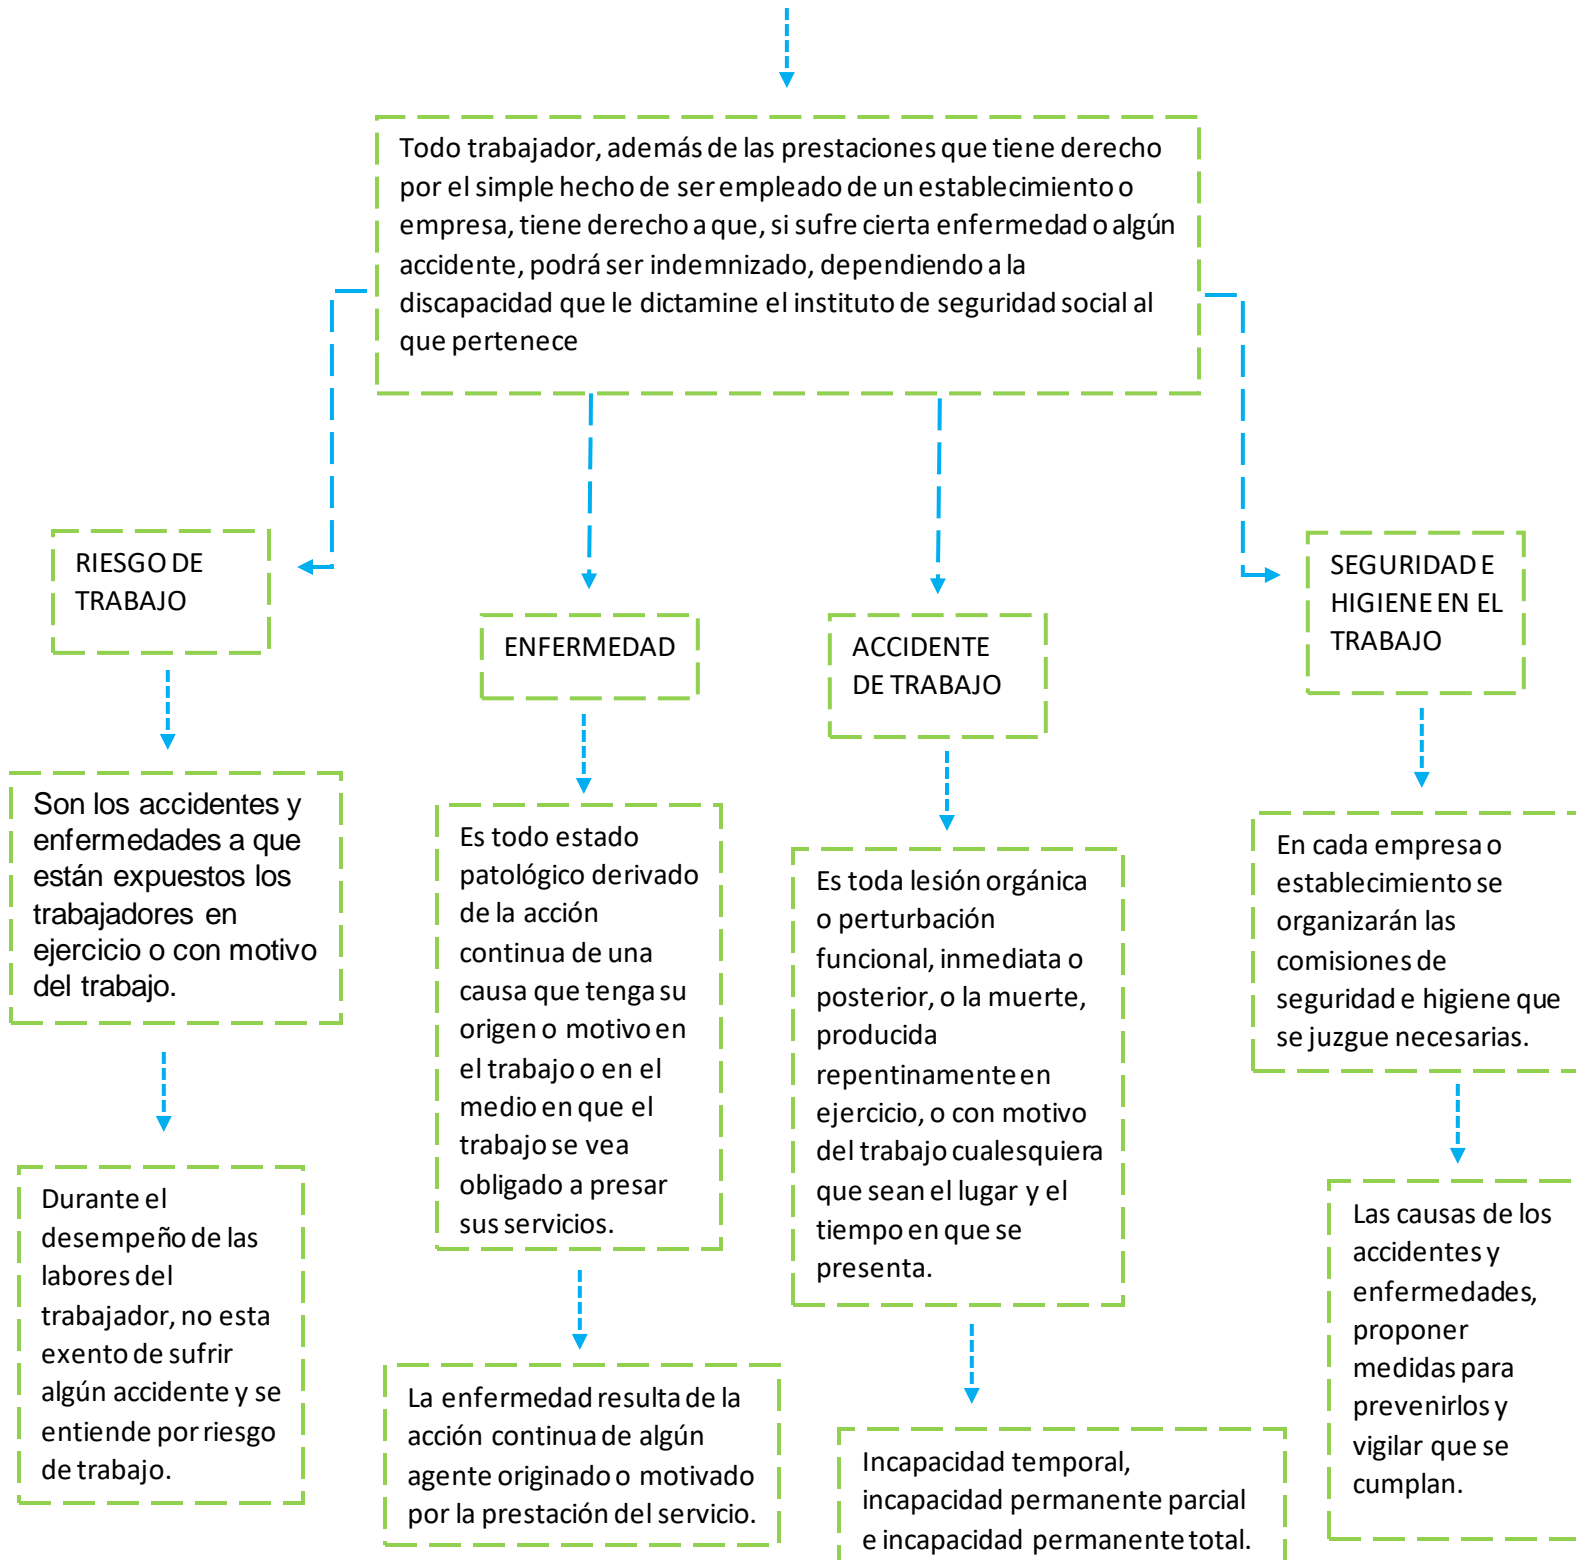 Todo trabajador, además de las prestaciones que tiene derecho
por el simple hecho de ser empleado de un establecimiento o
empresa, tiene derecho a que, si sufre cierta enfermedad o algún
accidente, podrá ser indemnizado, dependiendo a la
discapacidad que le dictamine el instituto de seguridad social al
que pertenece
RIESGO DE
TRABAJO
ENFERMEDAD
ACCIDENTE
DE TRABAJO
SEGURIDAD E
HIGIENE EN EL
TRABAJO
Son los accidentes y
enfermedades a que
están expuestos los
trabajadores en
ejercicio o con motivo
del trabajo.
Es todo estado
patológico derivado
de la acción
continua de una
causa que tenga su
origen o motivo en
el trabajo o en el
medio en que el
trabajo se vea
obligado a presar
sus servicios.
Es toda lesión orgánica
o perturbación
funcional, inmediata o
posterior, o la muerte,
producida
repentinamente en
ejercicio, o con motivo
del trabajo cualesquiera
que sean el lugar y el
tiempo en que se
presenta.
En cada empresa o
establecimiento se
organizarán las
comisiones de
seguridad e higiene que
se juzgue necesarias.
Durante el
desempeño de las
labores del
trabajador, no esta
exento de sufrir
algún accidente y se
entiende por riesgo
de trabajo.
La enfermedad resulta de la
acción continua de algún
agente originado o motivado
por la prestación del servicio.
Incapacidad temporal,
incapacidad permanente parcial
e incapacidad permanente total.
Las causas de los
accidentes y
enfermedades,
proponer
medidas para
prevenirlos y
vigilar que se
cumplan.